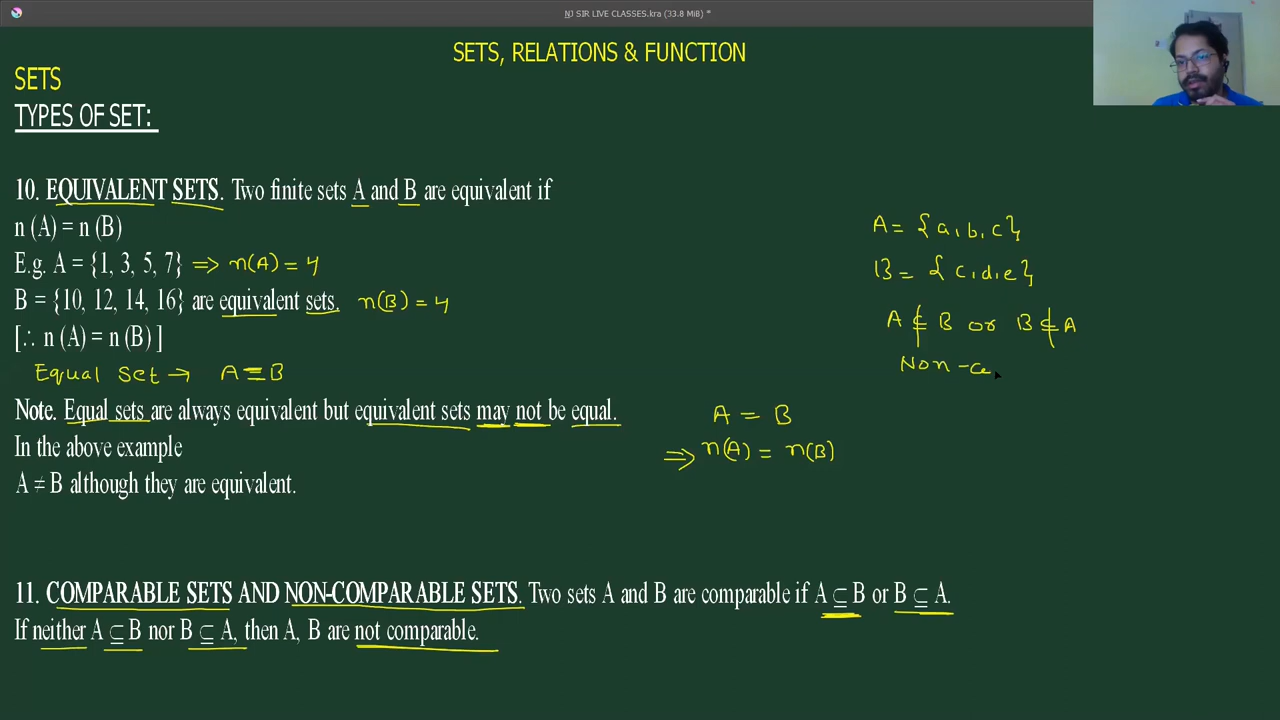 NJ SIR LIVE CLASSES.kra (33.8 MiB) *
SETS, RELATIONS & FUNCTION
SETS
TYPES OF SET:
10. EQUIVALENT SETS. Two finite sets A and B are equivalent if
n (A) = n (B)
E.g. A = {1, 3, 5, 7} ⇒ n(A) = 4
B = {10, 12, 14, 16} are equivalent sets. n(B) = 4
[∴ n (A) = n (B) ]
Equal Set → A = B
Note. Equal sets are always equivalent but equivalent sets may not be equal.
In the above example
A ≠ B although they are equivalent.
A = B
⇒ n(A) = n(B)
A = {a, b, c}
B = {c, d, e}
A ⊄ B or B ⊄ A
Non-ce
11. COMPARABLE SETS AND NON-COMPARABLE SETS. Two sets A and B are comparable if A ⊆ B or B ⊆ A.
If neither A ⊆ B nor B ⊆ A, then A, B are not comparable.